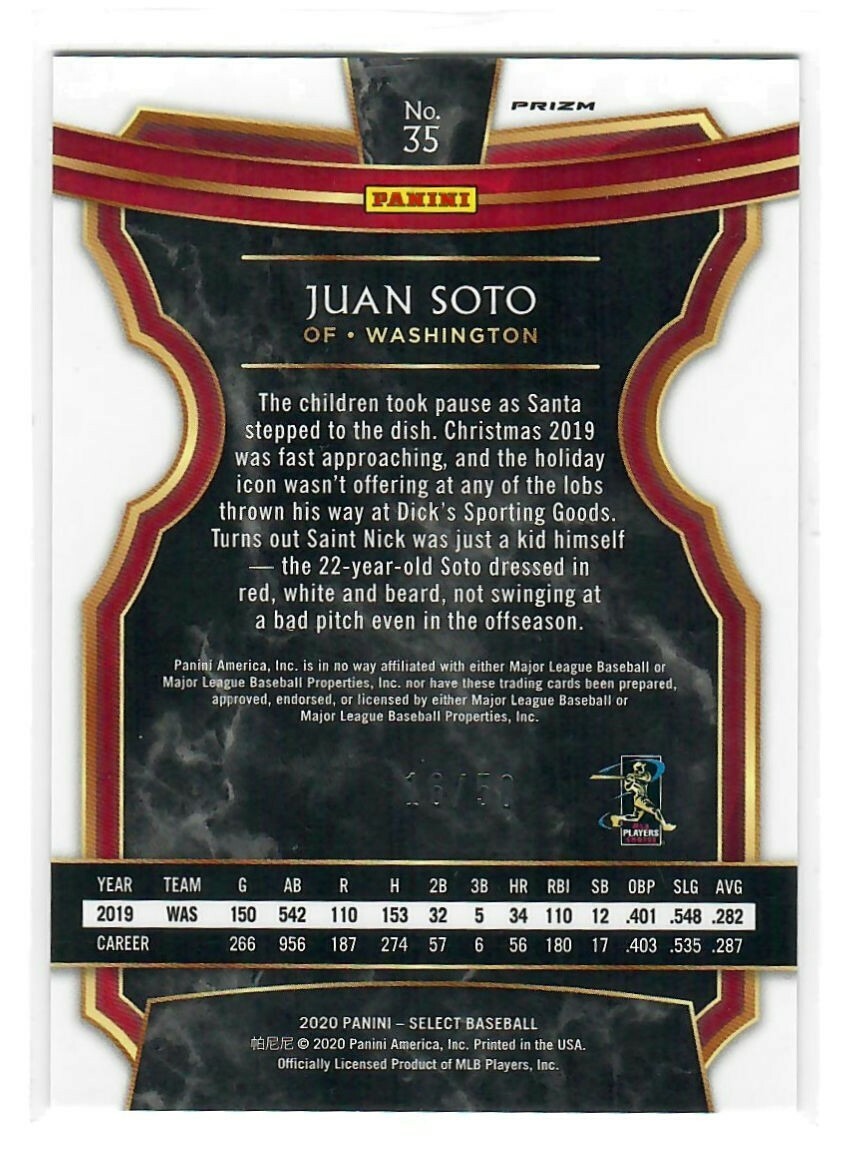 No.
35
PRIZM
PANINI
JUAN SOTO
OF • WASHINGTON
The children took pause as Santa
stepped to the dish. Christmas 2019
was fast approaching, and the holiday
icon wasn't offering at any of the lobs
thrown his way at Dick's Sporting Goods.
Turns out Saint Nick was just a kid himself
— the 22-year-old Soto dressed in
red, white and beard, not swinging at
a bad pitch even in the offseason.
Panini America, Inc. is in no way affiliated with either Major League Baseball or
Major League Baseball Properties, Inc. nor have these trading cards been prepared,
approved, endorsed, or licensed by either Major League Baseball or
Major League Baseball Properties, Inc.
PLAYERS
YEAR TEAM G AB R H 2B 3B HR RBI SB OBP SLG AVG
2019 WAS 150 542 110 153 32 5 34 110 12 .401 .548 .282
CAREER 266 956 187 274 57 6 56 180 17 .403 .535 .287
2020 PANINI – SELECT BASEBALL
帕尼尼 © 2020 Panini America, Inc. Printed in the USA.
Officially Licensed Product of MLB Players, Inc.